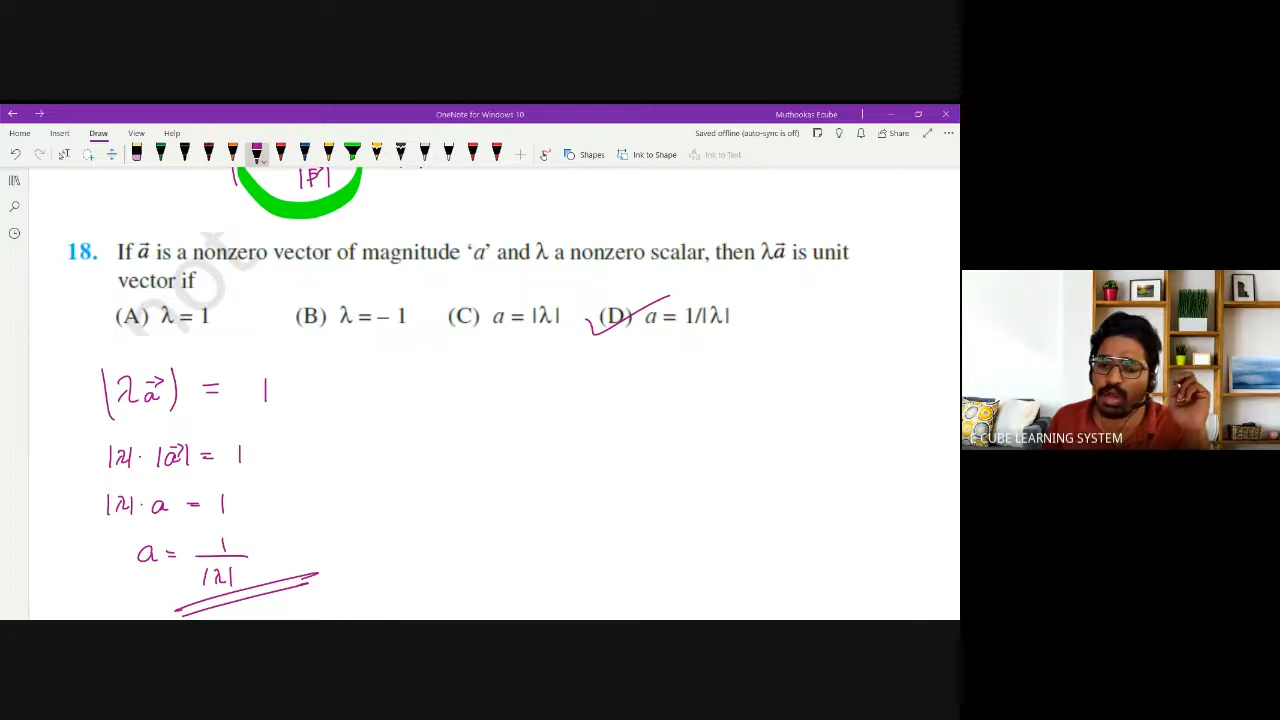 OneNote for Windows 10
Muthookas Ecube
Home Insert Draw View Help
Saved offline (auto-sync is off)
Share
Shapes
Ink to Shape
Ink to Text
not
18. If a⃗ is a nonzero vector of magnitude ‘a’ and λ a nonzero scalar, then λa⃗ is unit
vector if
(A) λ = 1 (B) λ = – 1 (C) a = |λ| (D) a = 1/|λ|
|λa⃗| = 1
|λ| · |a⃗| = 1
|λ| · a = 1
a = 1/|λ|
E CUBE LEARNING SYSTEM